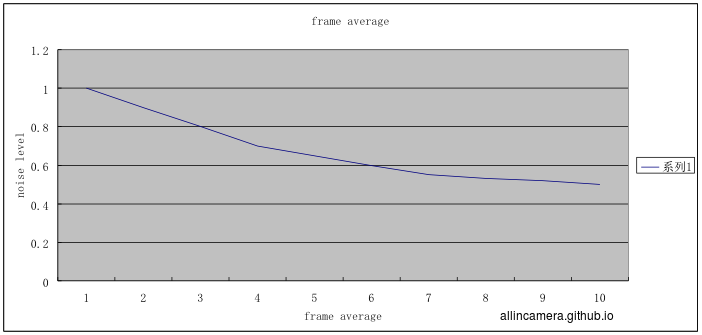 frame average
1.2
1
0.8
0.6
0.4
0.2
0
noise level
1 2 3 4 5 6 7 8 9 10
frame average
allincamera.github.io
系列1